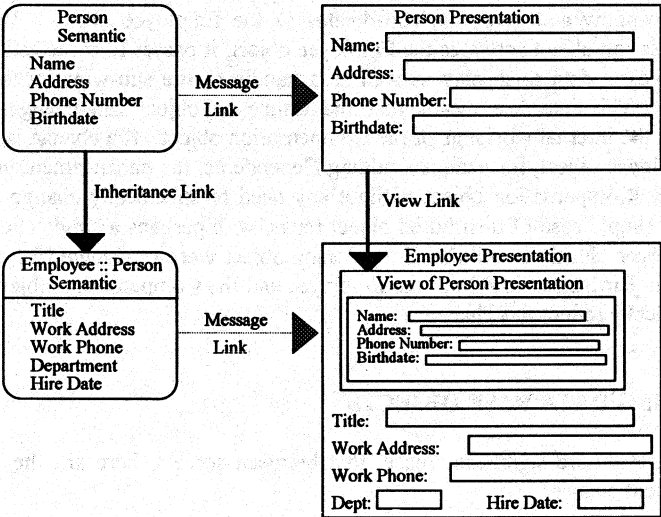 Person
Semantic
Name
Address
Phone Number
Birthdate
Message
Link
Person Presentation
Name:
Address:
Phone Number:
Birthdate:
Inheritance Link
View Link
Employee :: Person
Semantic
Title
Work Address
Work Phone
Department
Hire Date
Message
Link
Employee Presentation
View of Person Presentation
Name:
Address:
Phone Number:
Birthdate:
Title:
Work Address:
Work Phone:
Dept:
Hire Date: